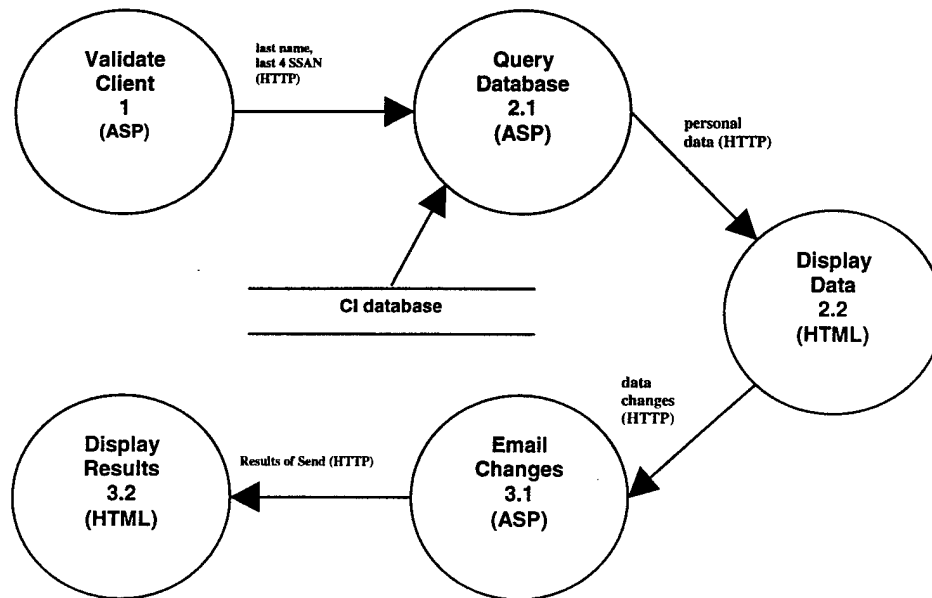 Validate
Client
1
(ASP)
last name,
last 4 SSAN
(HTTP)
Query
Database
2.1
(ASP)
personal
data (HTTP)
CI database
Display
Data
2.2
(HTML)
data
changes
(HTTP)
Email
Changes
3.1
(ASP)
Results of Send (HTTP)
Display
Results
3.2
(HTML)